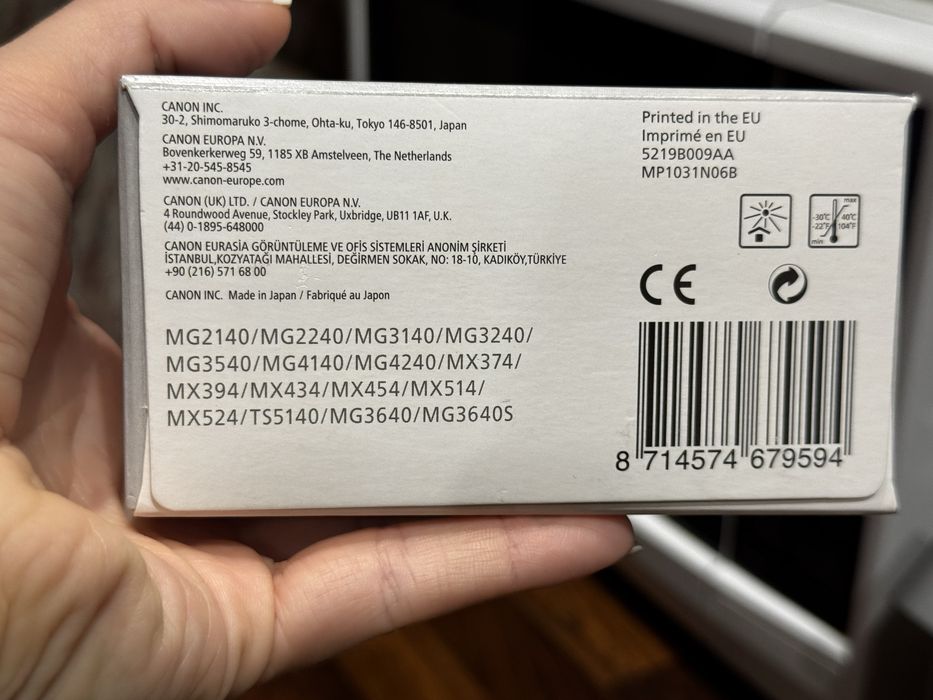 CANON INC.
30-2, Shimomaruko 3-chome, Ohta-ku, Tokyo 146-8501, Japan
CANON EUROPA N.V.
Bovenkerkerweg 59, 1185 XB Amstelveen, The Netherlands
+31-20-545-8545
www.canon-europe.com
CANON (UK) LTD. / CANON EUROPA N.V.
4 Roundwood Avenue, Stockley Park, Uxbridge, UB11 1AF, U.K.
(44) 0-1895-648000
CANON EURASİA GÖRÜNTÜLEME VE OFİS SİSTEMLERİ ANONİM ŞİRKETİ
İSTANBUL,KOZYATAĞI MAHALLESİ, DEĞİRMEN SOKAK, NO: 18-10, KADIKÖY,TÜRKİYE
+90 (216) 571 68 00
CANON INC. Made in Japan / Fabriqué au Japon
MG2140/MG2240/MG3140/MG3240/
MG3540/MG4140/MG4240/MX374/
MX394/MX434/MX454/MX514/
MX524/TS5140/MG3640/MG3640S
Printed in the EU
Imprimé en EU
5219B009AA
MP1031N06B
max
-30°C 40°C
-22°F 104°F
min
CE
8 714574 679594